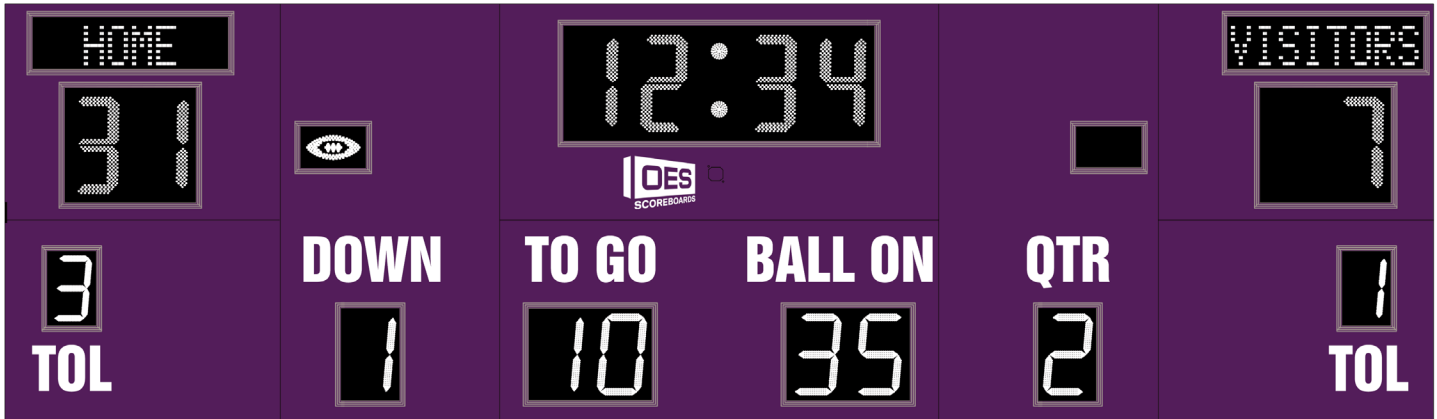 HOME
12:34
VISITORS
31
7
OES
SCOREBOARDS
DOWN
TO GO
BALL ON
QTR
3
1
TOL
1
10
35
2
TOL